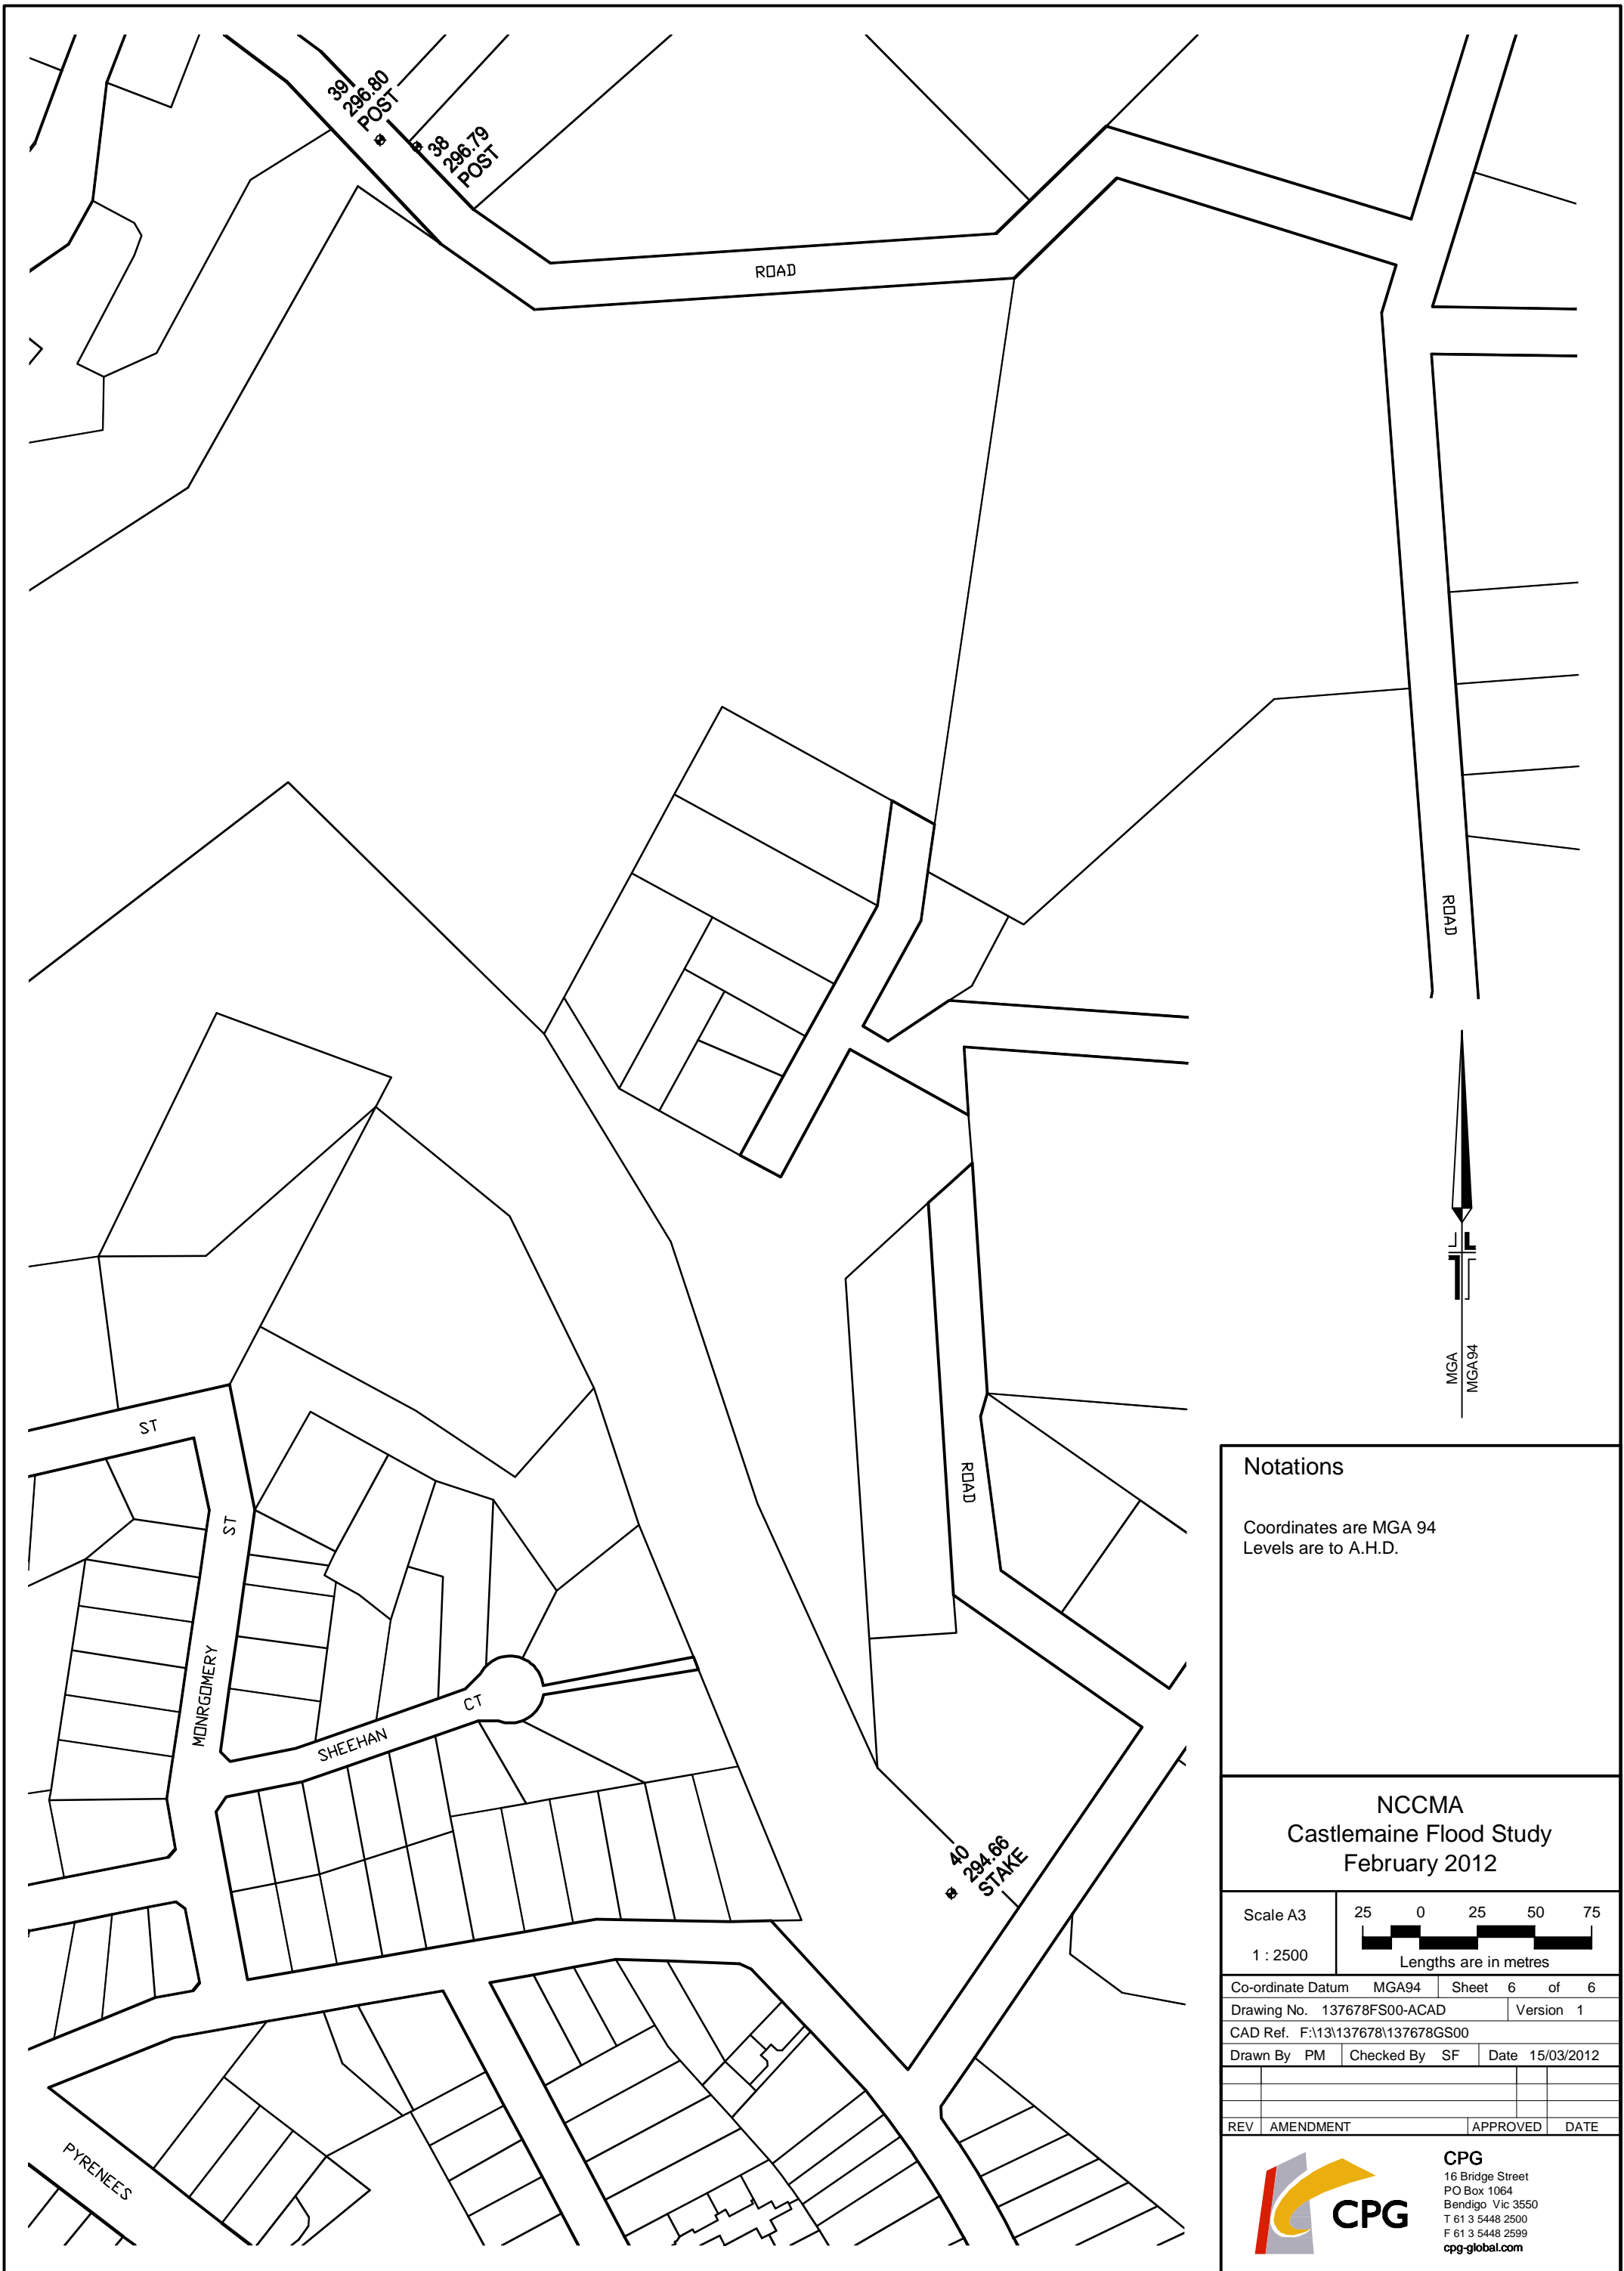 39
296.80
POST
38
296.79
POST
ROAD
ROAD
MGA
MGA94
ST
ST
ROAD
MONRGOMERY
SHEEHAN CT
40
294.66
STAKE
PYRENEES
Notations
Coordinates are MGA 94
Levels are to A.H.D.
NCCMA
Castlemaine Flood Study
February 2012
Scale A3
1 : 2500
25 0 25 50 75
Lengths are in metres
Co-ordinate Datum MGA94 Sheet 6 of 6
Drawing No. 137678FS00-ACAD Version 1
CAD Ref. F:\13\137678\137678GS00
Drawn By PM Checked By SF Date 15/03/2012
REV AMENDMENT APPROVED DATE
CPG
CPG
16 Bridge Street
PO Box 1064
Bendigo Vic 3550
T 61 3 5448 2500
F 61 3 5448 2599
cpg-global.com